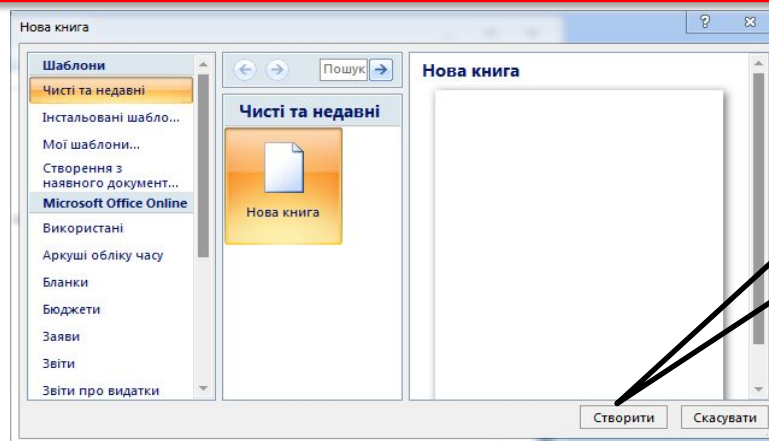 Нова книга
Шаблони
Чисті та недавні
Інстальовані шабло...
Мої шаблони...
Створення з
наявного документ...
Microsoft Office Online
Використані
Аркуші обліку часу
Бланки
Бюджети
Заяви
Звіти
Звіти про видатки
Пошук
Чисті та недавні
Нова книга
Нова книга
Створити
Скасувати